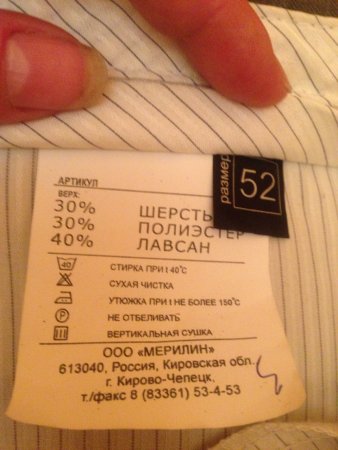 АРТИКУЛ
размер 52
ВЕРХ:
30% ШЕРСТЬ
30% ПОЛИЭСТЕР
40% ЛАВСАН
40 СТИРКА ПРИ t 40°С
СУХАЯ ЧИСТКА
УТЮЖКА ПРИ t НЕ БОЛЕЕ 150°С
P НЕ ОТБЕЛИВАТЬ
ВЕРТИКАЛЬНАЯ СУШКА
ООО «МЕРИЛИН»
613040, Россия, Кировская обл.,
г. Кирово-Чепецк.
т./факс 8 (83361) 53-4-53